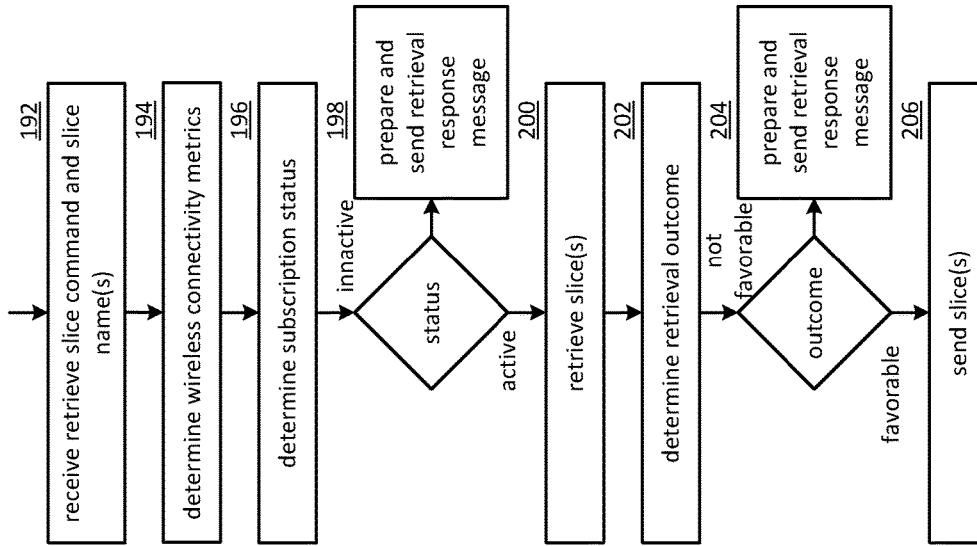 192
receive retrieve slice command and slice
name(s)
194
determine wireless connectivity metrics
196
determine subscription status
198
innactive
status
prepare and
send retrieval
response
message
active
200
retrieve slice(s)
202
determine retrieval outcome
204
not
favorable
outcome
prepare and
send retrieval
response
message
favorable
206
send slice(s)